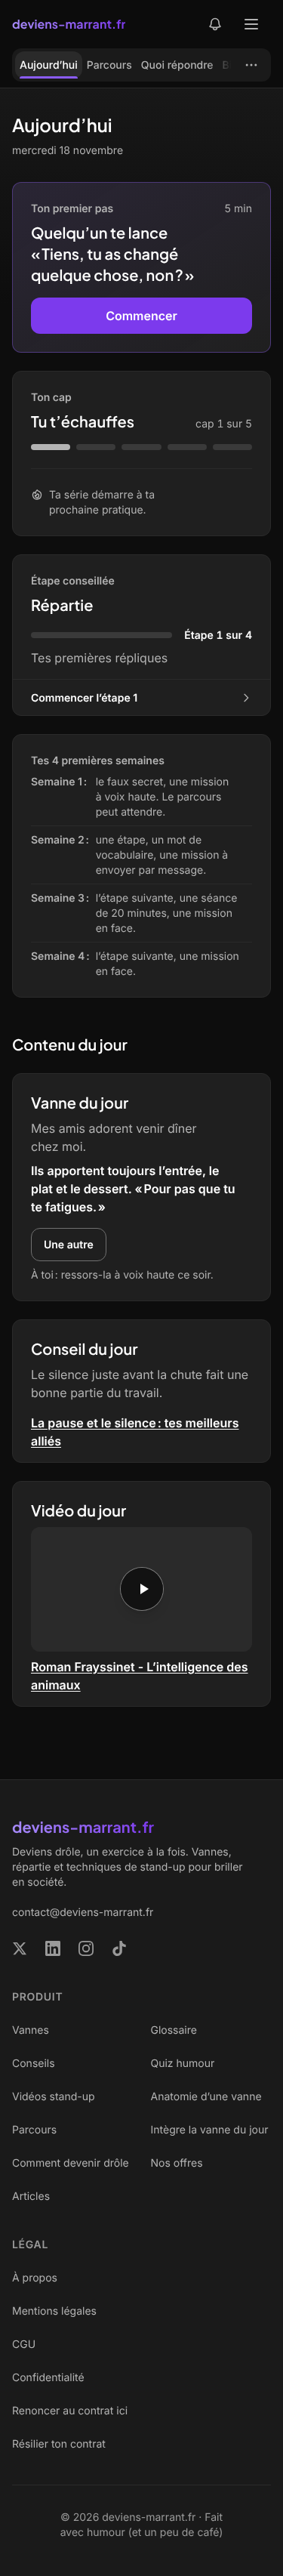 deviens-marrant.fr
Aujourd’hui Parcours Quoi répondre
Aujourd’hui
mercredi 18 novembre
Ton premier pas 5 min
Quelqu’un te lance
« Tiens, tu as changé
quelque chose, non ? »
Commencer
Ton cap
Tu t’échauffes cap 1 sur 5
Ta série démarre à ta
prochaine pratique.
Étape conseillée
Répartie
Étape 1 sur 4
Tes premières répliques
Commencer l’étape 1
Tes 4 premières semaines
Semaine 1 : le faux secret, une mission
à voix haute. Le parcours
peut attendre.
Semaine 2 : une étape, un mot de
vocabulaire, une mission à
envoyer par message.
Semaine 3 : l’étape suivante, une séance
de 20 minutes, une mission
en face.
Semaine 4 : l’étape suivante, une mission
en face.
Contenu du jour
Vanne du jour
Mes amis adorent venir dîner
chez moi.
Ils apportent toujours l’entrée, le
plat et le dessert. « Pour pas que tu
te fatigues. »
Une autre
À toi : ressors-la à voix haute ce soir.
Conseil du jour
Le silence juste avant la chute fait une
bonne partie du travail.
La pause et le silence : tes meilleurs
alliés
Vidéo du jour
Roman Frayssinet - L’intelligence des
animaux
deviens-marrant.fr
Deviens drôle, un exercice à la fois. Vannes,
répartie et techniques de stand-up pour briller
en société.
contact@deviens-marrant.fr
PRODUIT
Vannes Glossaire
Conseils Quiz humour
Vidéos stand-up Anatomie d’une vanne
Parcours Intègre la vanne du jour
Comment devenir drôle Nos offres
Articles
LÉGAL
À propos
Mentions légales
CGU
Confidentialité
Renoncer au contrat ici
Résilier ton contrat
© 2026 deviens-marrant.fr · Fait
avec humour (et un peu de café)